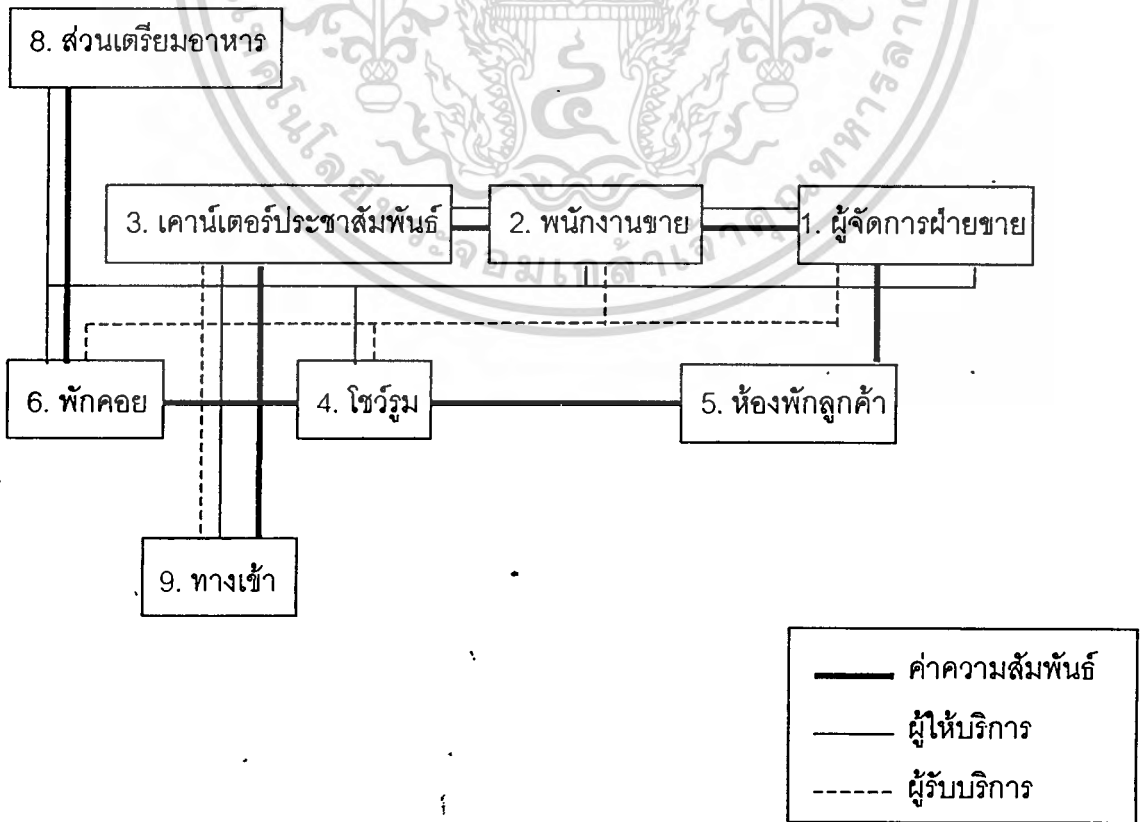 8. ส่วนเตรียมอาหาร
3. เคาน์เตอร์ประชาสัมพันธ์
2. พนักงานขาย
1. ผู้จัดการฝ่ายขาย
6. พักคอย
4. โชว์รูม
5. ห้องพักลูกค้า
9. ทางเข้า
ค่าความสัมพันธ์
ผู้ให้บริการ
ผู้รับบริการ